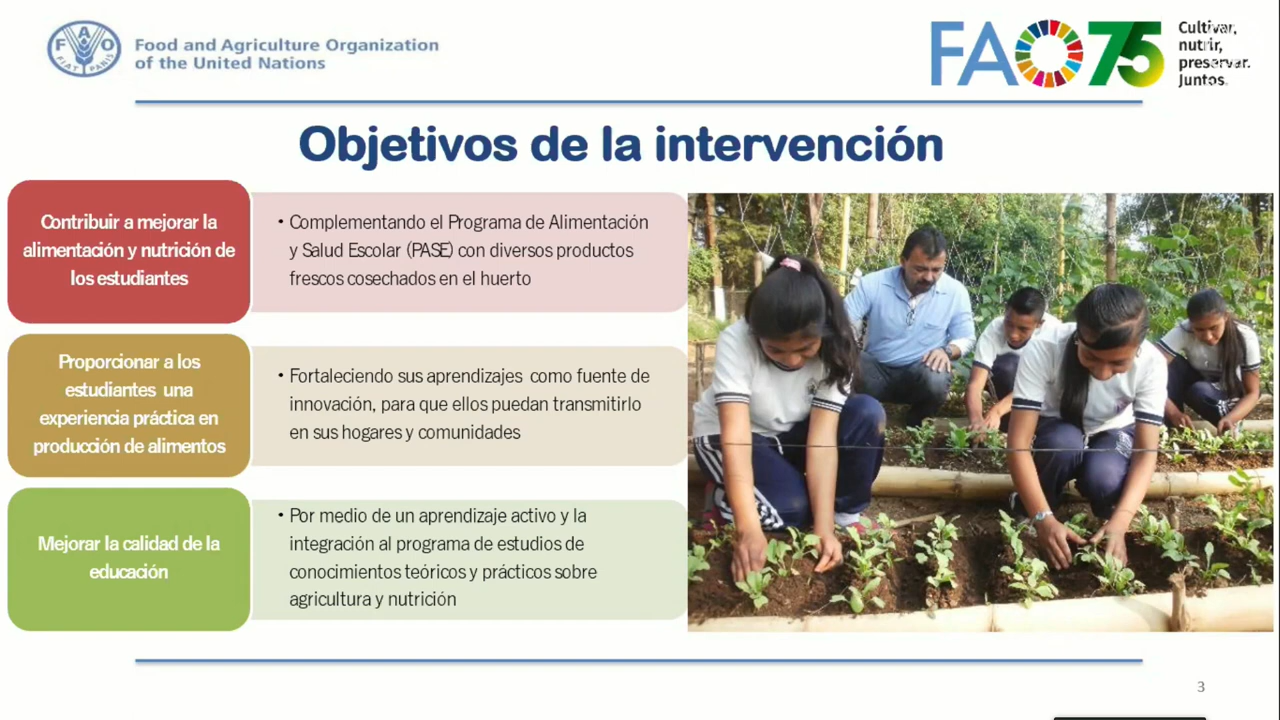 Food and Agriculture Organization
of the United Nations
FAO75
Cultivar,
nutrir,
preservar.
Juntos.
Objetivos de la intervención
Contribuir a mejorar la
alimentación y nutrición de
los estudiantes
• Complementando el Programa de Alimentación
y Salud Escolar (PASE) con diversos productos
frescos cosechados en el huerto
Proporcionar a los
estudiantes una
experiencia práctica en
producción de alimentos
• Fortaleciendo sus aprendizajes como fuente de
innovación, para que ellos puedan transmitirlo
en sus hogares y comunidades
Mejorar la calidad de la
educación
• Por medio de un aprendizaje activo y la
integración al programa de estudios de
conocimientos teóricos y prácticos sobre
agricultura y nutrición
3